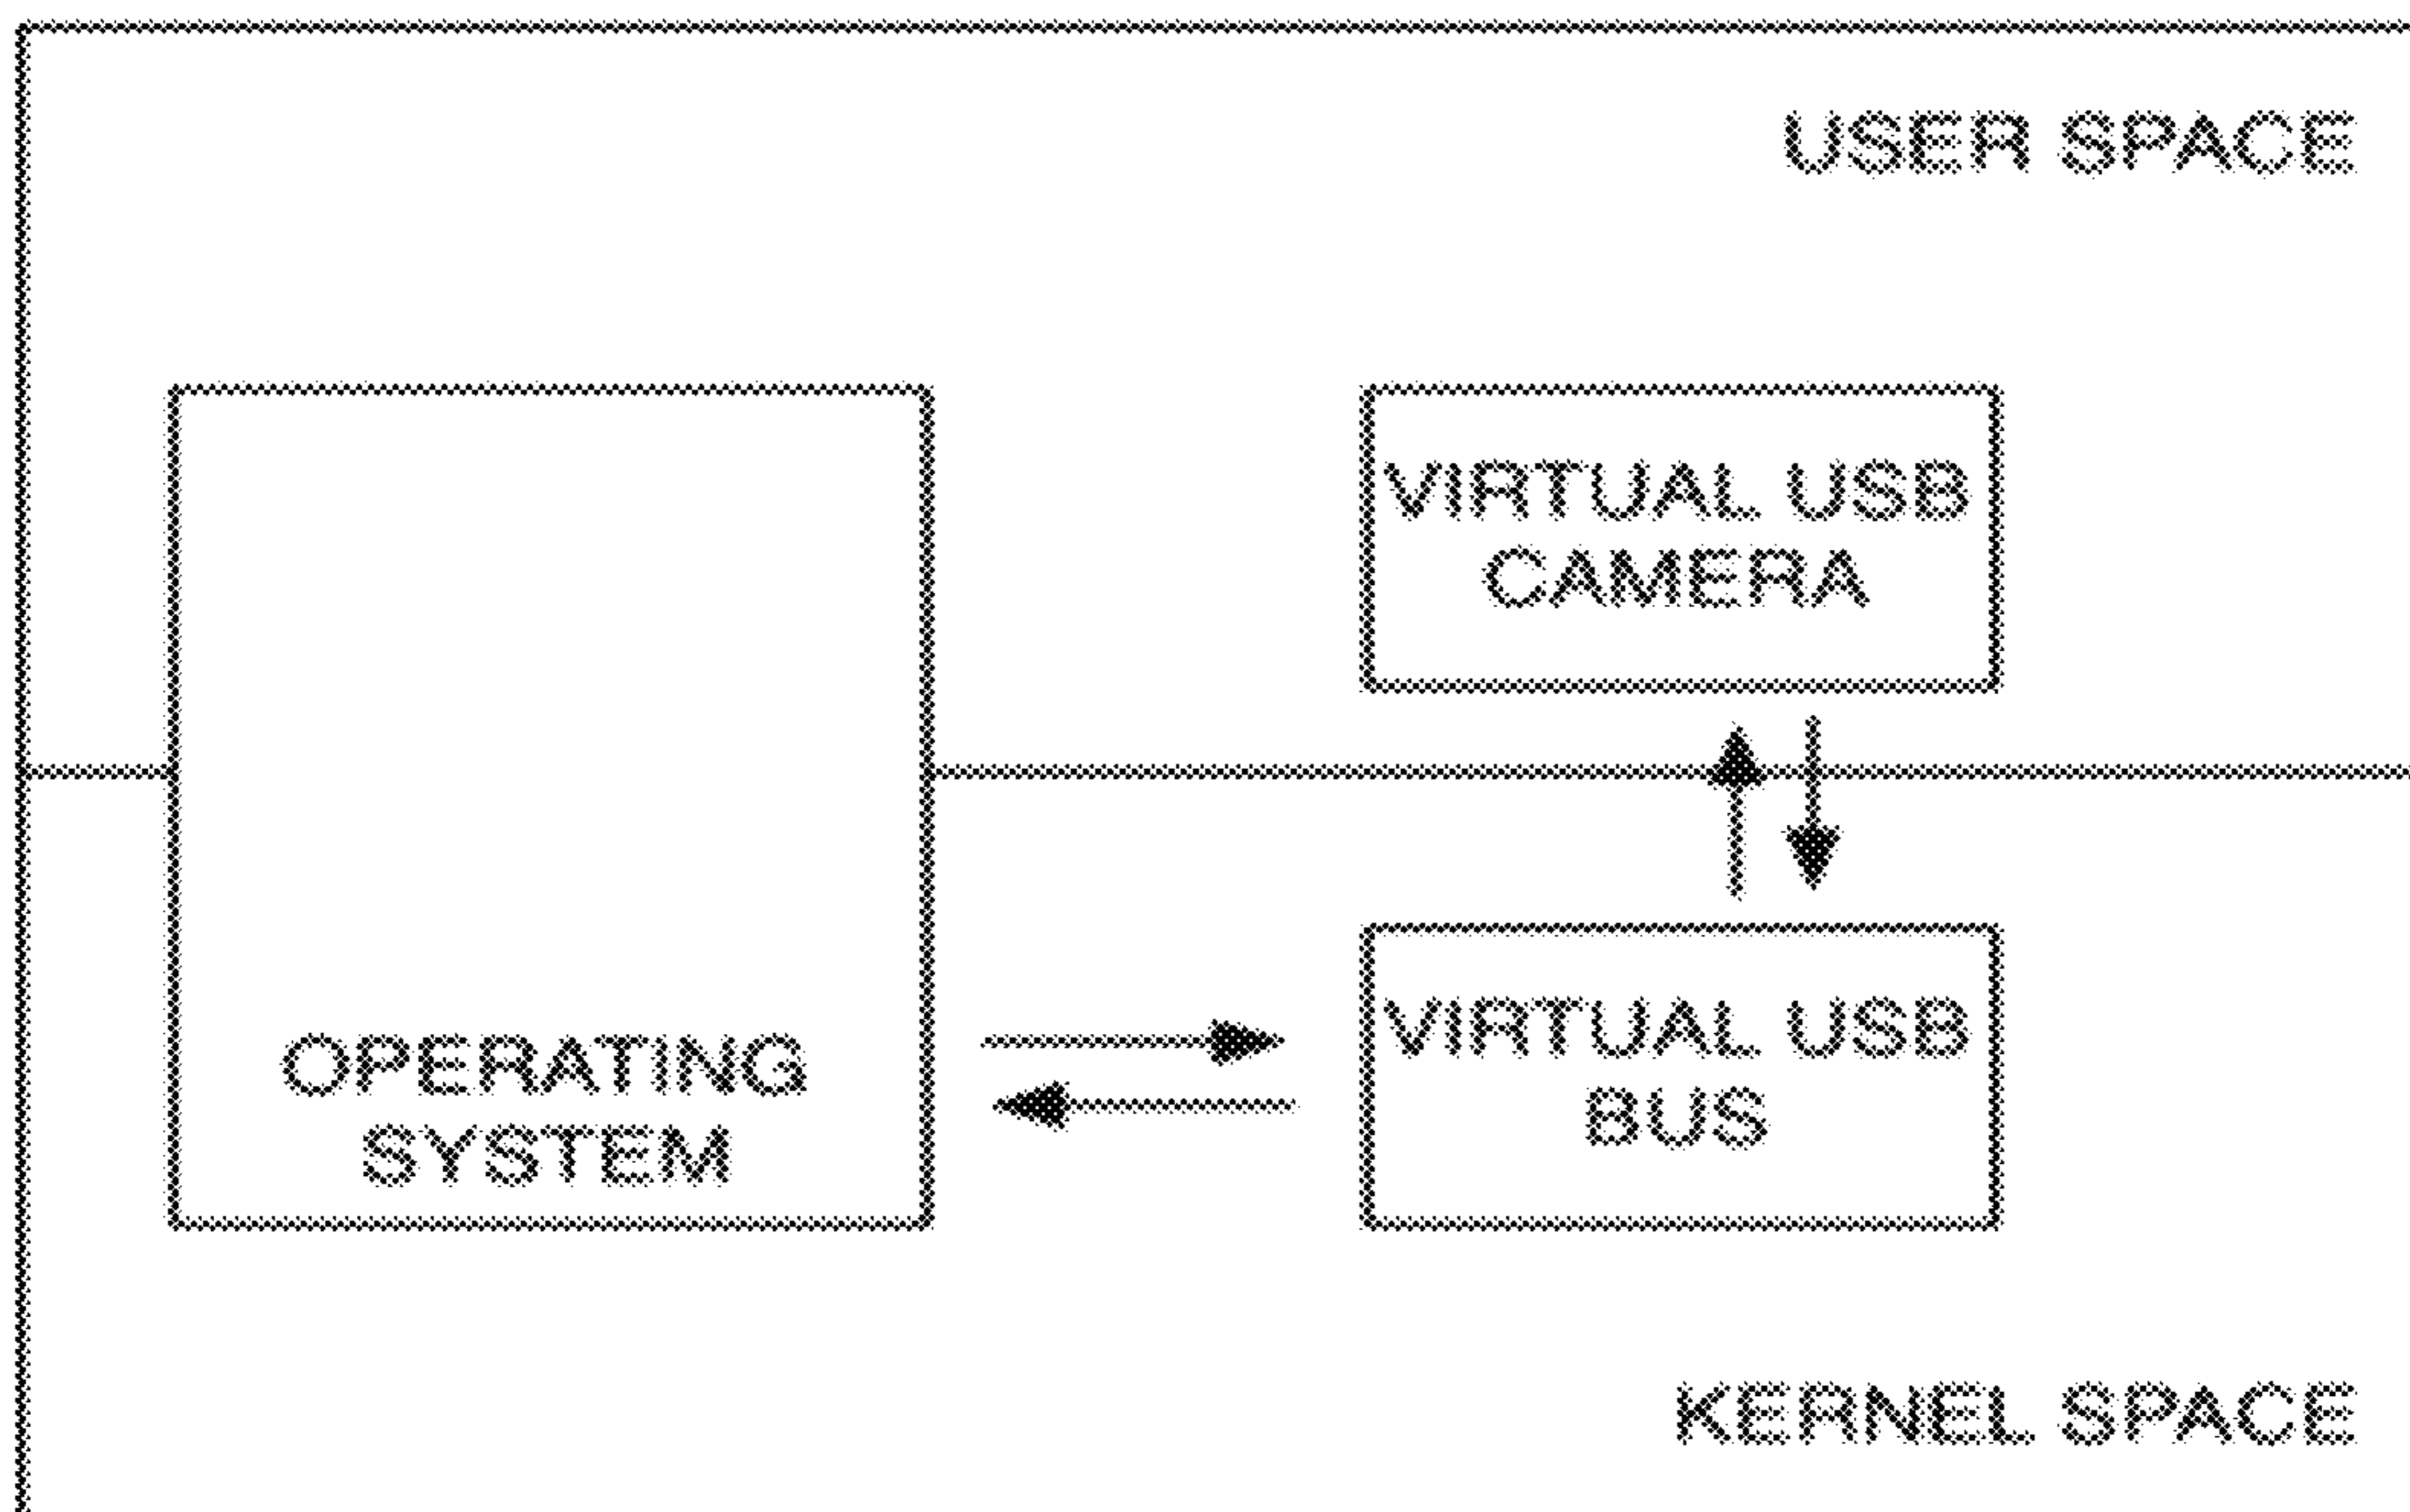 USER SPACE
VIRTUAL USB
CAMERA
OPERATING
SYSTEM
VIRTUAL USB
BUS
KERNEL SPACE